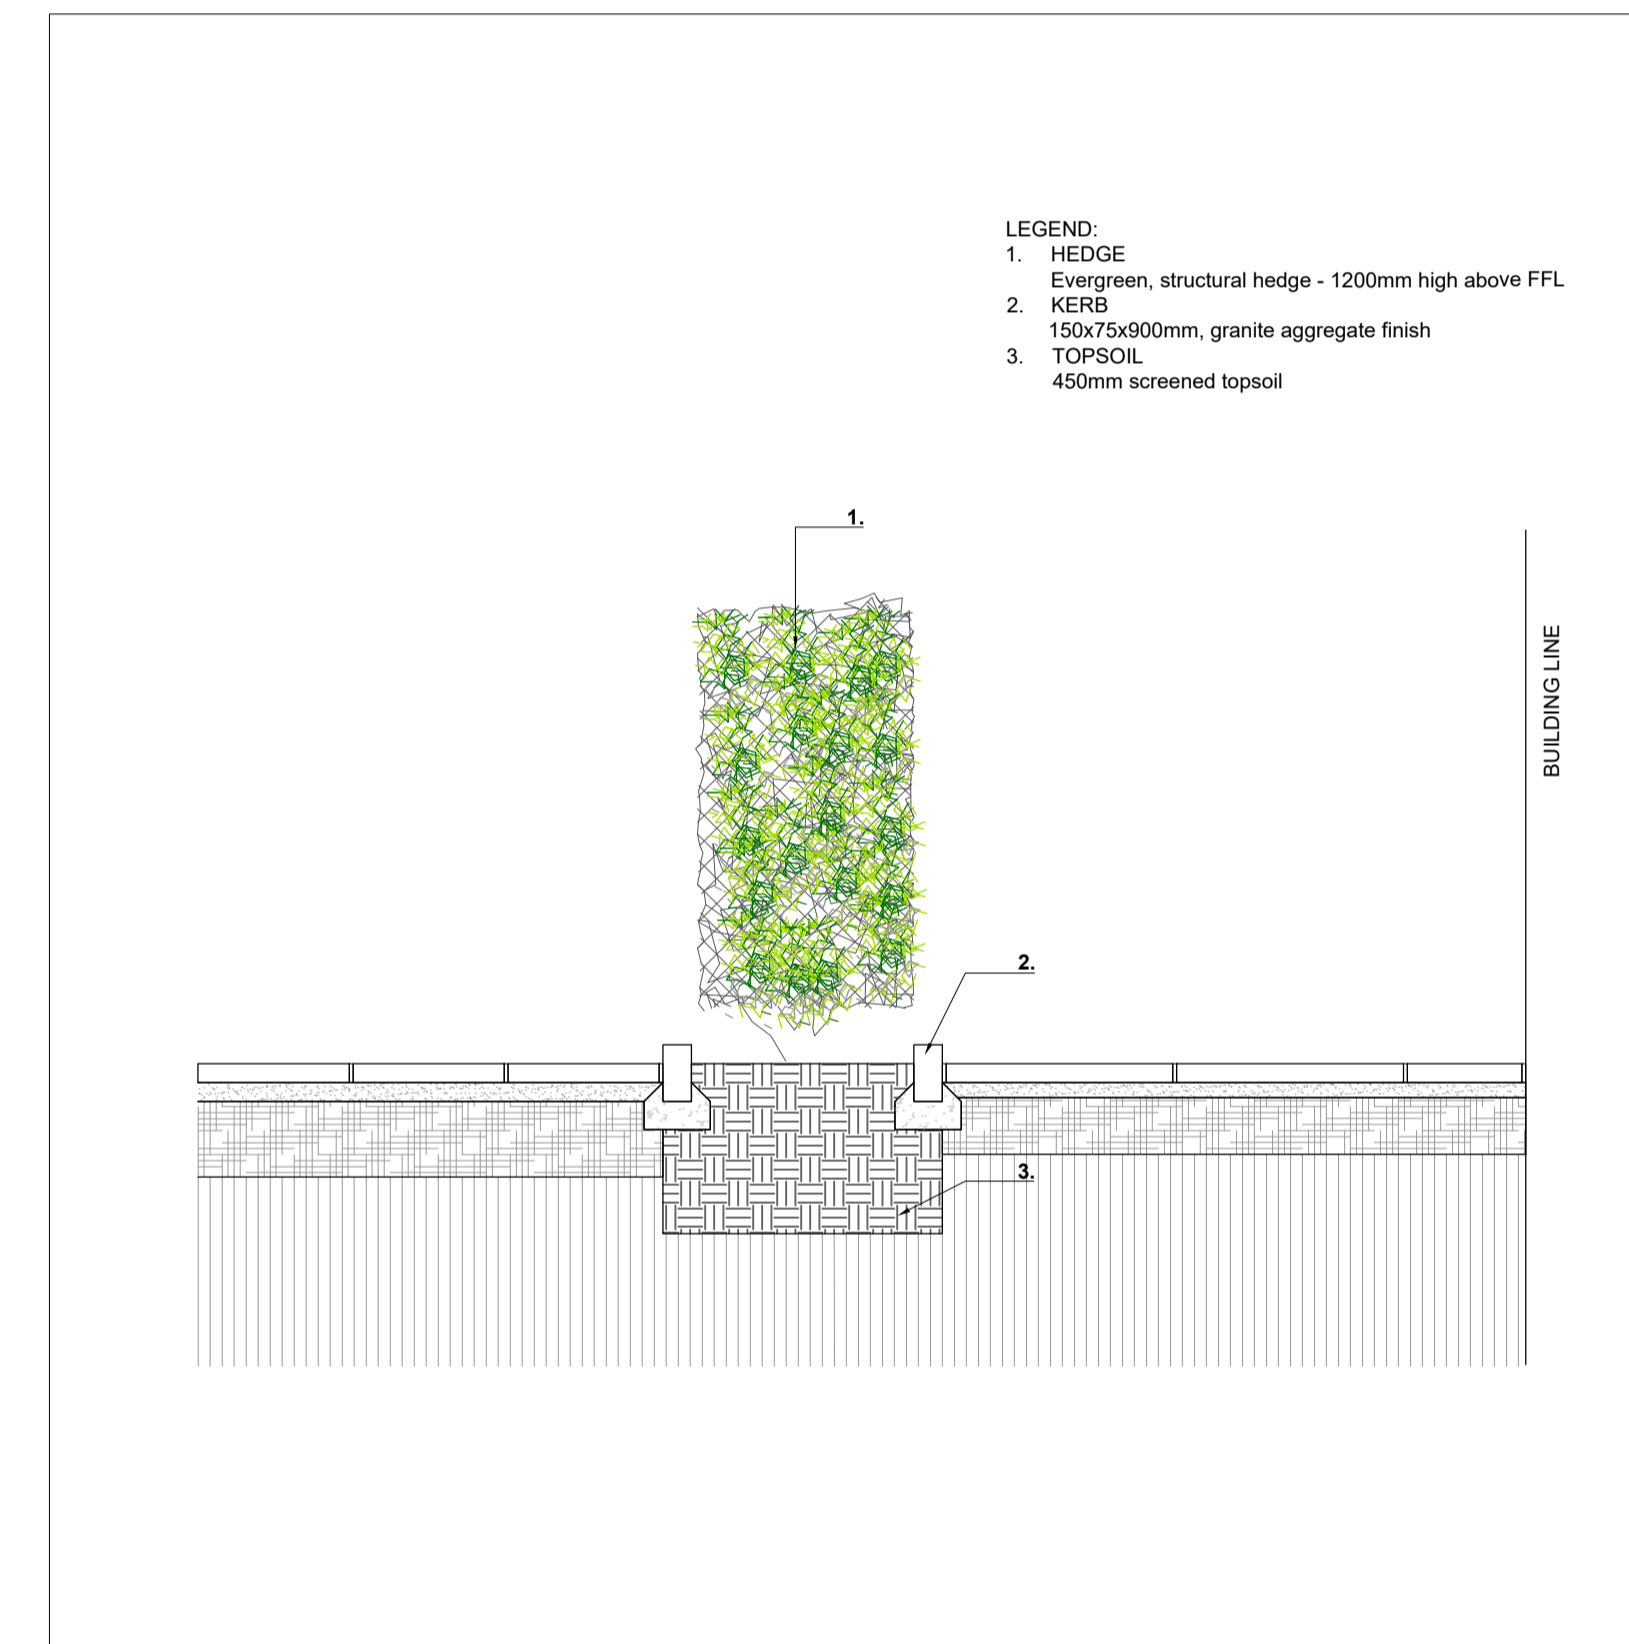 LEGEND:
1. HEDGE
Evergreen, structural hedge - 1200mm high above FFL
2. KERB
150x75x900mm, granite aggregate finish
3. TOPSOIL
450mm screened topsoil
1.
BUILDING LINE
2.
3.